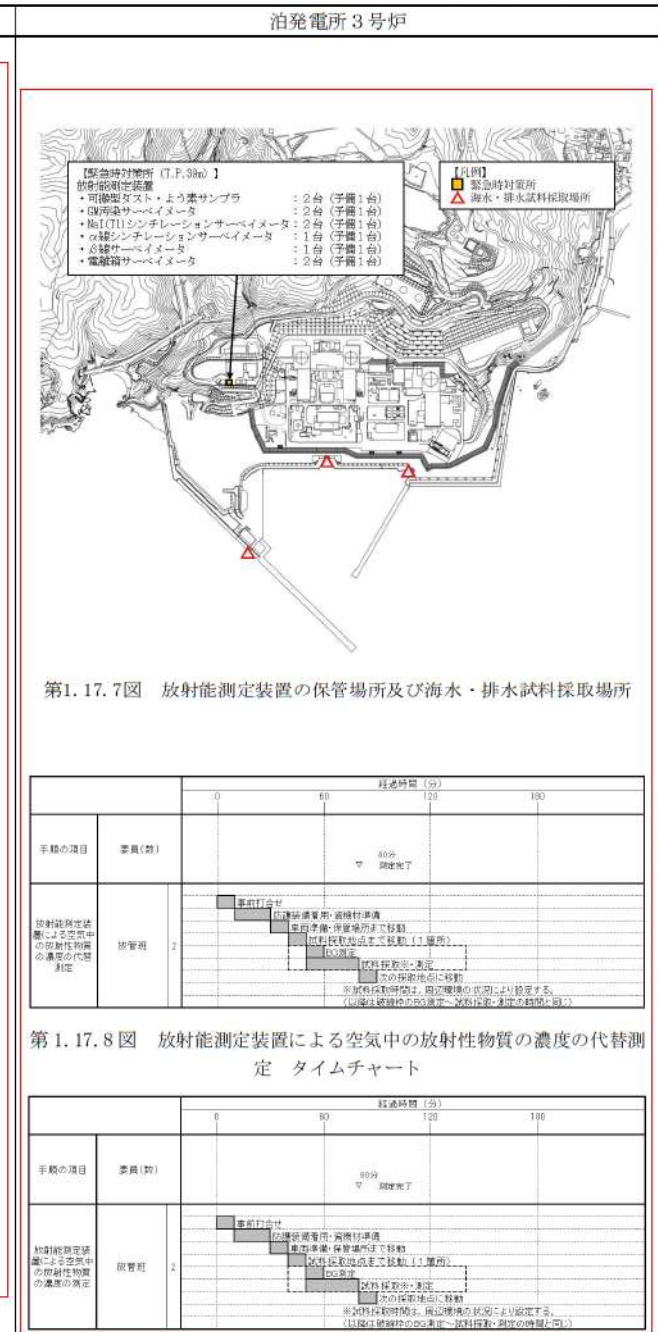 泊発電所３号炉
【緊急時対策所（T.P.39m）】
放射能測定装置
・可搬型ダスト・よう素サンプラ ：２台（予備１台）
・GM汚染サーベイメータ ：２台（予備１台）
・NaI(Tl)シンチレーションサーベイメータ：２台（予備１台）
・α線シンチレーションサーベイメータ ：１台（予備１台）
・β線サーベイメータ ：１台（予備１台）
・電離箱サーベイメータ ：２台（予備１台）
【凡例】
緊急時対策所
海水・排水試料採取場所
第1.17.7図　放射能測定装置の保管場所及び海水・排水試料採取場所
経過時間（分）
0 60 120 180
手順の項目 要員(数)
80分
▽ 測定完了
放射能測定装置による空気中の放射性物質の濃度の代替測定 放管班 2
事前打合せ
防護装備着用・資機材準備
車両準備・保管場所まで移動
試料採取地点まで移動（１箇所）
BG測定
試料採取※・測定
次の採取地点に移動
※試料採取時間は、周辺環境の状況により設定する。
（以降は破線枠のBG測定～試料採取・測定の時間と同じ）
第 1.17.8 図　放射能測定装置による空気中の放射性物質の濃度の代替測
定　タイムチャート
経過時間（分）
0 60 120 180
手順の項目 要員(数)
80分
▽ 測定完了
放射能測定装置による空気中の放射性物質の濃度の測定 放管班 2
事前打合せ
防護装備着用・資機材準備
車両準備・保管場所まで移動
試料採取地点まで移動（１箇所）
BG測定
試料採取※・測定
次の採取地点に移動
※試料採取時間は、周辺環境の状況により設定する。
（以降は破線枠のBG測定～試料採取・測定の時間と同じ）